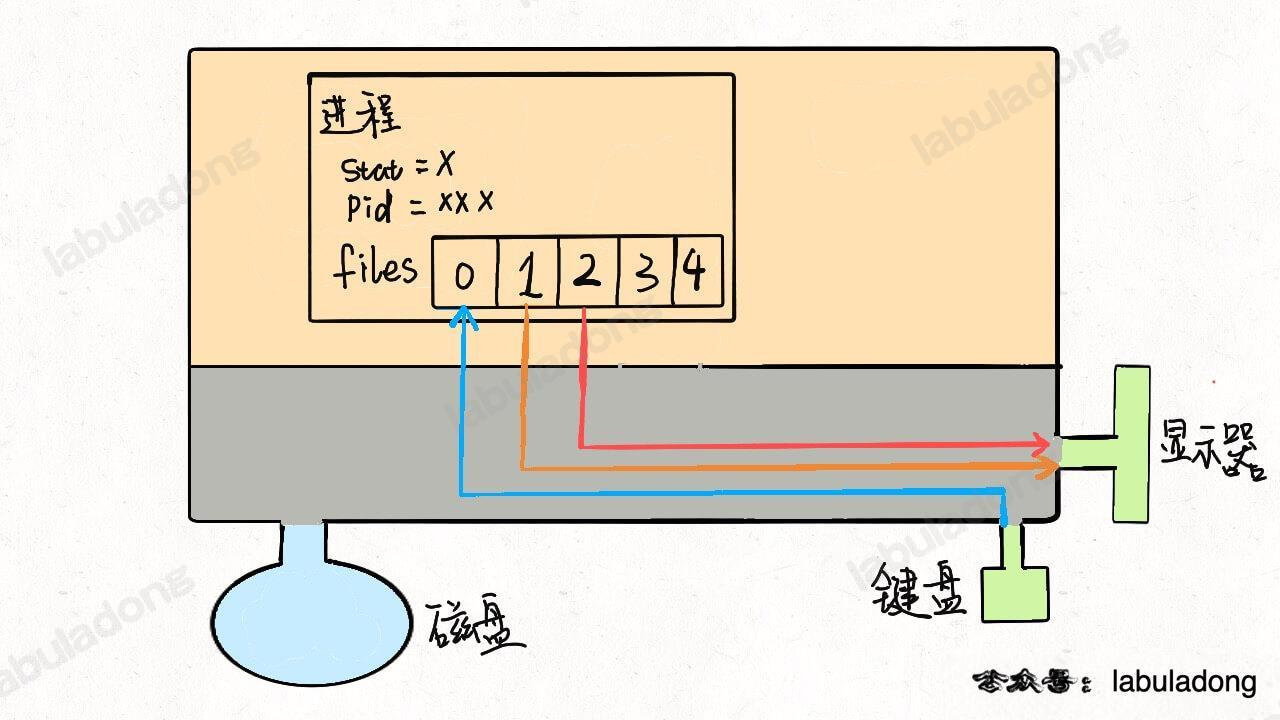 进程
stat = X
Pid = XXX
files 0 1 2 3 4
显示器
键盘
磁盘
公众号： labuladong
labuladong
labuladong
labuladong
labuladong
labuladong